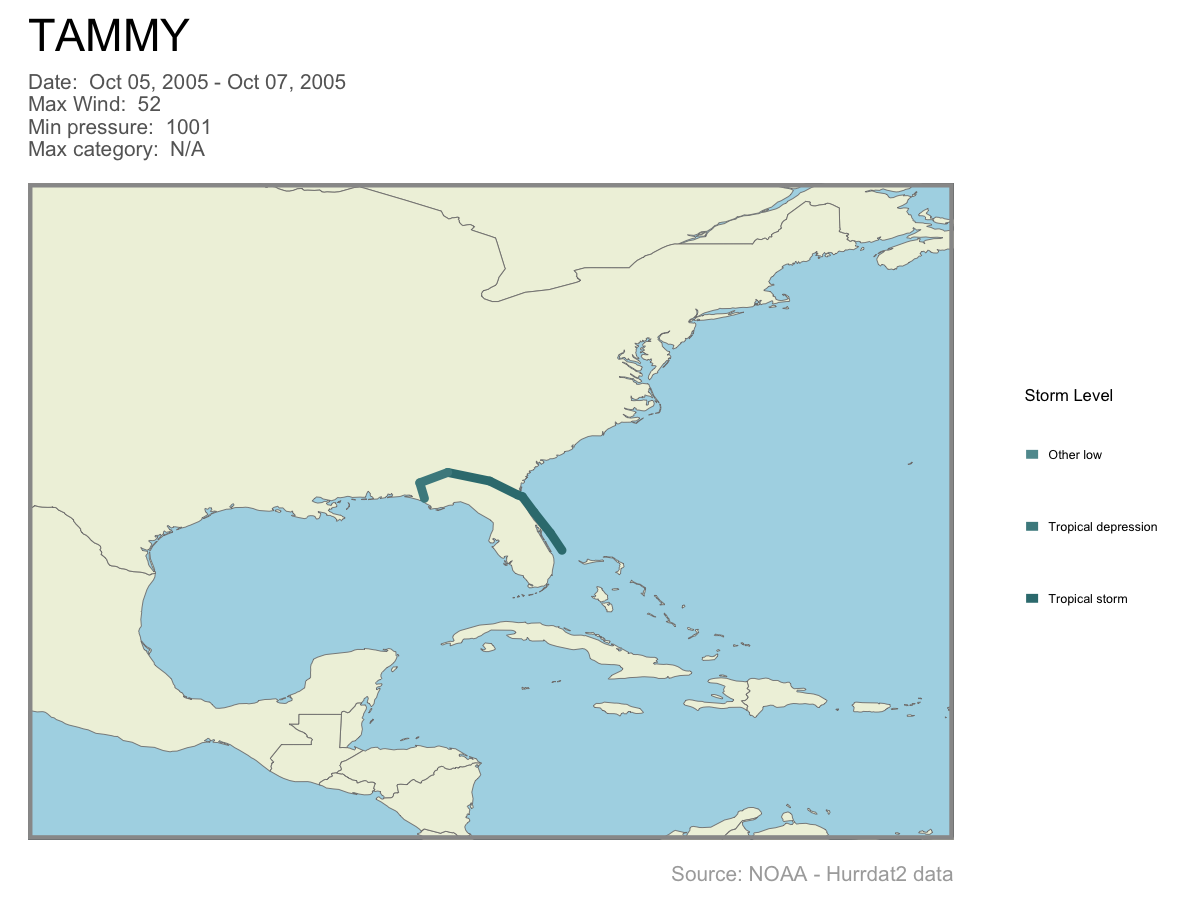 TAMMY
Date:  Oct 05, 2005 - Oct 07, 2005
Max Wind:  52
Min pressure:  1001
Max category:  N/A
Storm Level
Other low
Tropical depression
Tropical storm
Source: NOAA - Hurrdat2 data